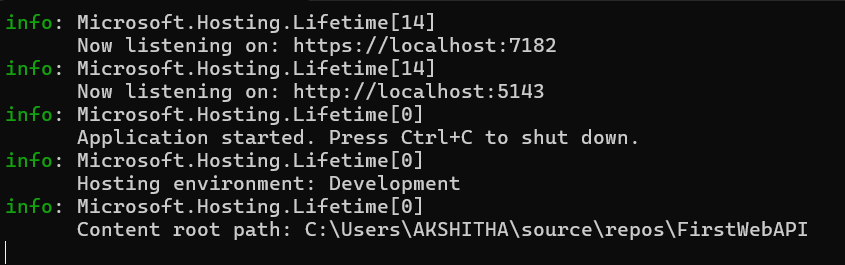 info: Microsoft.Hosting.Lifetime[14]
Now listening on: https://localhost:7182
info: Microsoft.Hosting.Lifetime[14]
Now listening on: http://localhost:5143
info: Microsoft.Hosting.Lifetime[0]
Application started. Press Ctrl+C to shut down.
info: Microsoft.Hosting.Lifetime[0]
Hosting environment: Development
info: Microsoft.Hosting.Lifetime[0]
Content root path: C:\Users\AKSHITHA\source\repos\FirstWebAPI